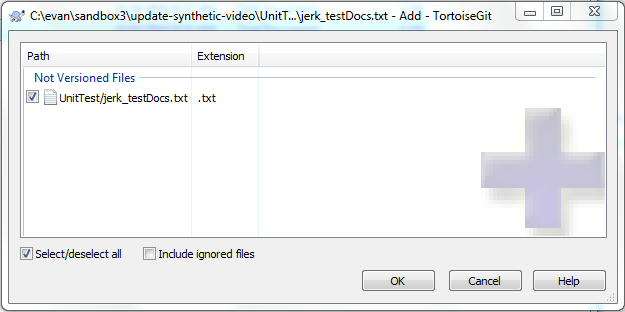 C:\evan\sandbox3\update-synthetic-video\UnitT...\jerk_testDocs.txt - Add - TortoiseGit
Path Extension
Not Versioned Files
UnitTest/jerk_testDocs.txt .txt
Select/deselect all Include ignored files
OK Cancel Help